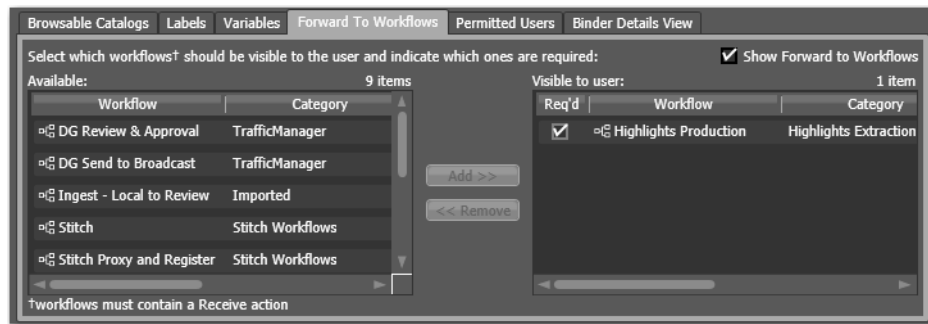 Browsable Catalogs Labels Variables Forward To Workflows Permitted Users Binder Details View
Select which workflows† should be visible to the user and indicate which ones are required: Show Forward to Workflows
Available: 9 items Visible to user: 1 item
Workflow Category Req'd Workflow Category
DG Review & Approval TrafficManager Highlights Production Highlights Extraction
DG Send to Broadcast TrafficManager
Add >>
Ingest - Local to Review Imported
<< Remove
Stitch Stitch Workflows
Stitch Proxy and Register Stitch Workflows
†workflows must contain a Receive action